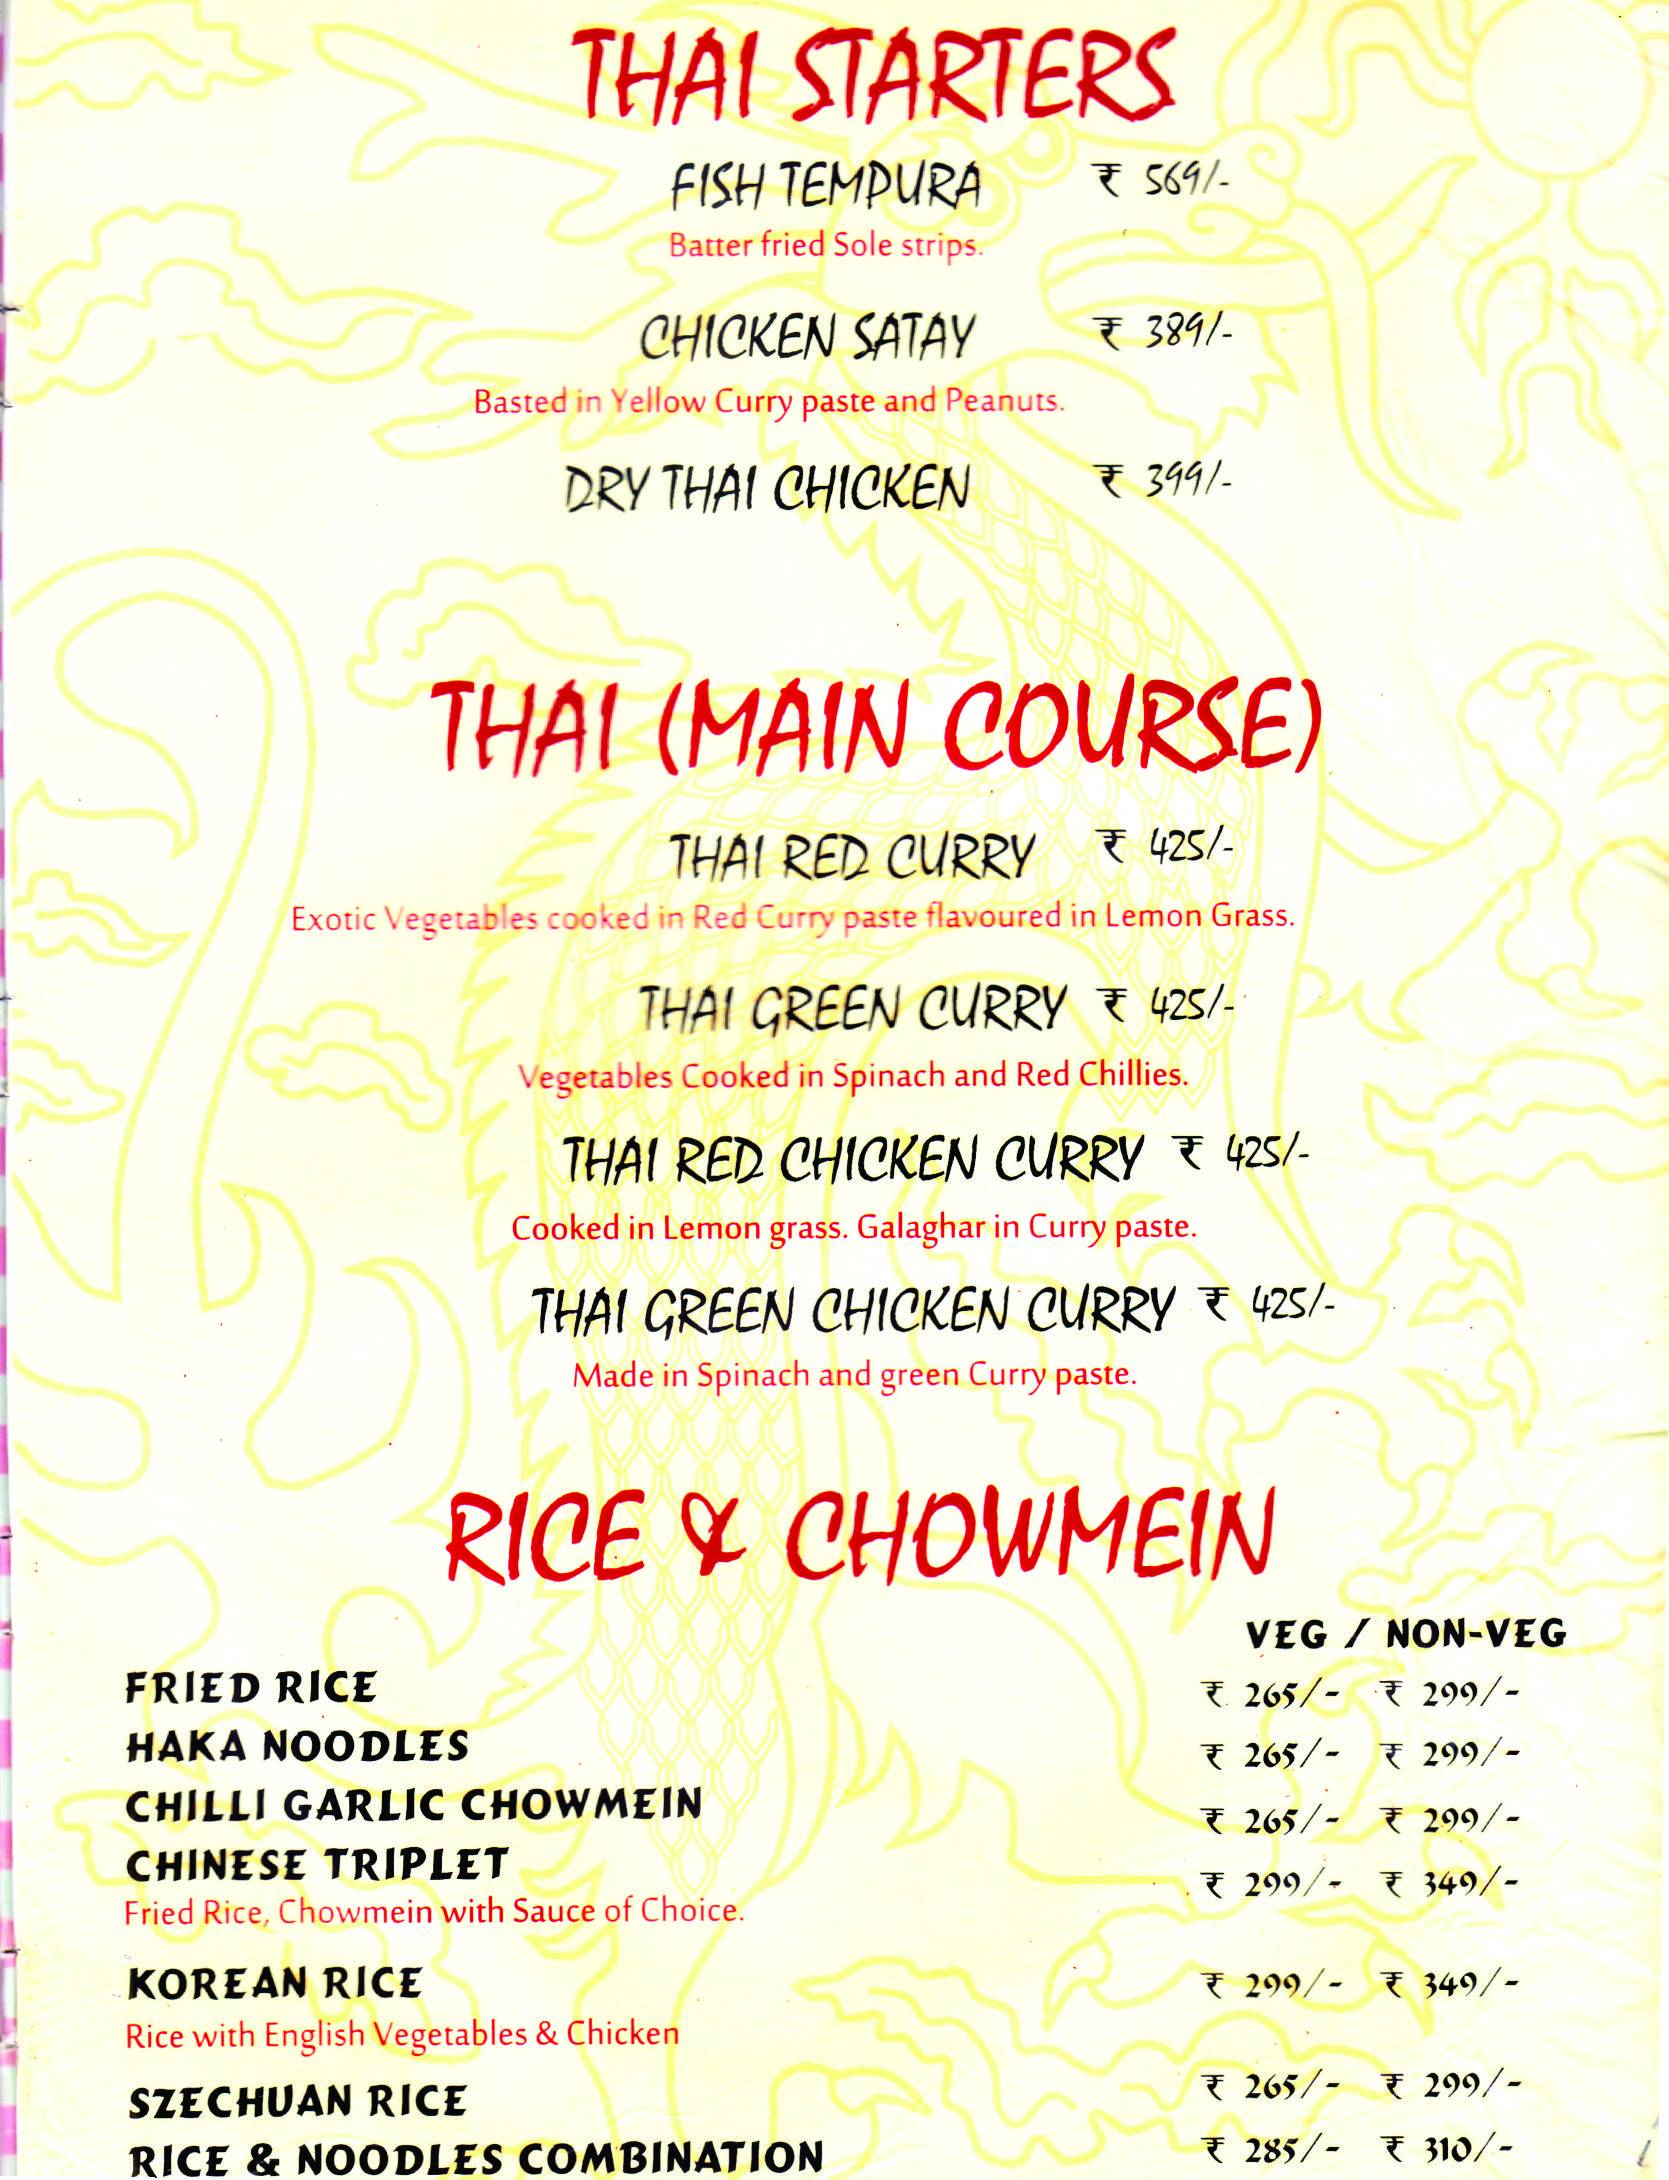 THAI STARTERS
FISH TEMPURA ₹ 569/-
Batter fried Sole strips.
CHICKEN SATAY ₹ 389/-
Basted in Yellow Curry paste and Peanuts.
DRY THAI CHICKEN ₹ 399/-
THAI (MAIN COURSE)
THAI RED CURRY ₹ 425/-
Exotic Vegetables cooked in Red Curry paste flavoured in Lemon Grass.
THAI GREEN CURRY ₹ 425/-
Vegetables Cooked in Spinach and Red Chillies.
THAI RED CHICKEN CURRY ₹ 425/-
Cooked in Lemon grass. Galaghar in Curry paste.
THAI GREEN CHICKEN CURRY ₹ 425/-
Made in Spinach and green Curry paste.
RICE & CHOWMEIN
VEG / NON-VEG
FRIED RICE ₹ 265/- ₹ 299/-
HAKA NOODLES ₹ 265/- ₹ 299/-
CHILLI GARLIC CHOWMEIN ₹ 265/- ₹ 299/-
CHINESE TRIPLET ₹ 299/- ₹ 349/-
Fried Rice, Chowmein with Sauce of Choice.
KOREAN RICE ₹ 299/- ₹ 349/-
Rice with English Vegetables & Chicken
SZECHUAN RICE ₹ 265/- ₹ 299/-
RICE & NOODLES COMBINATION ₹ 285/- ₹ 310/-